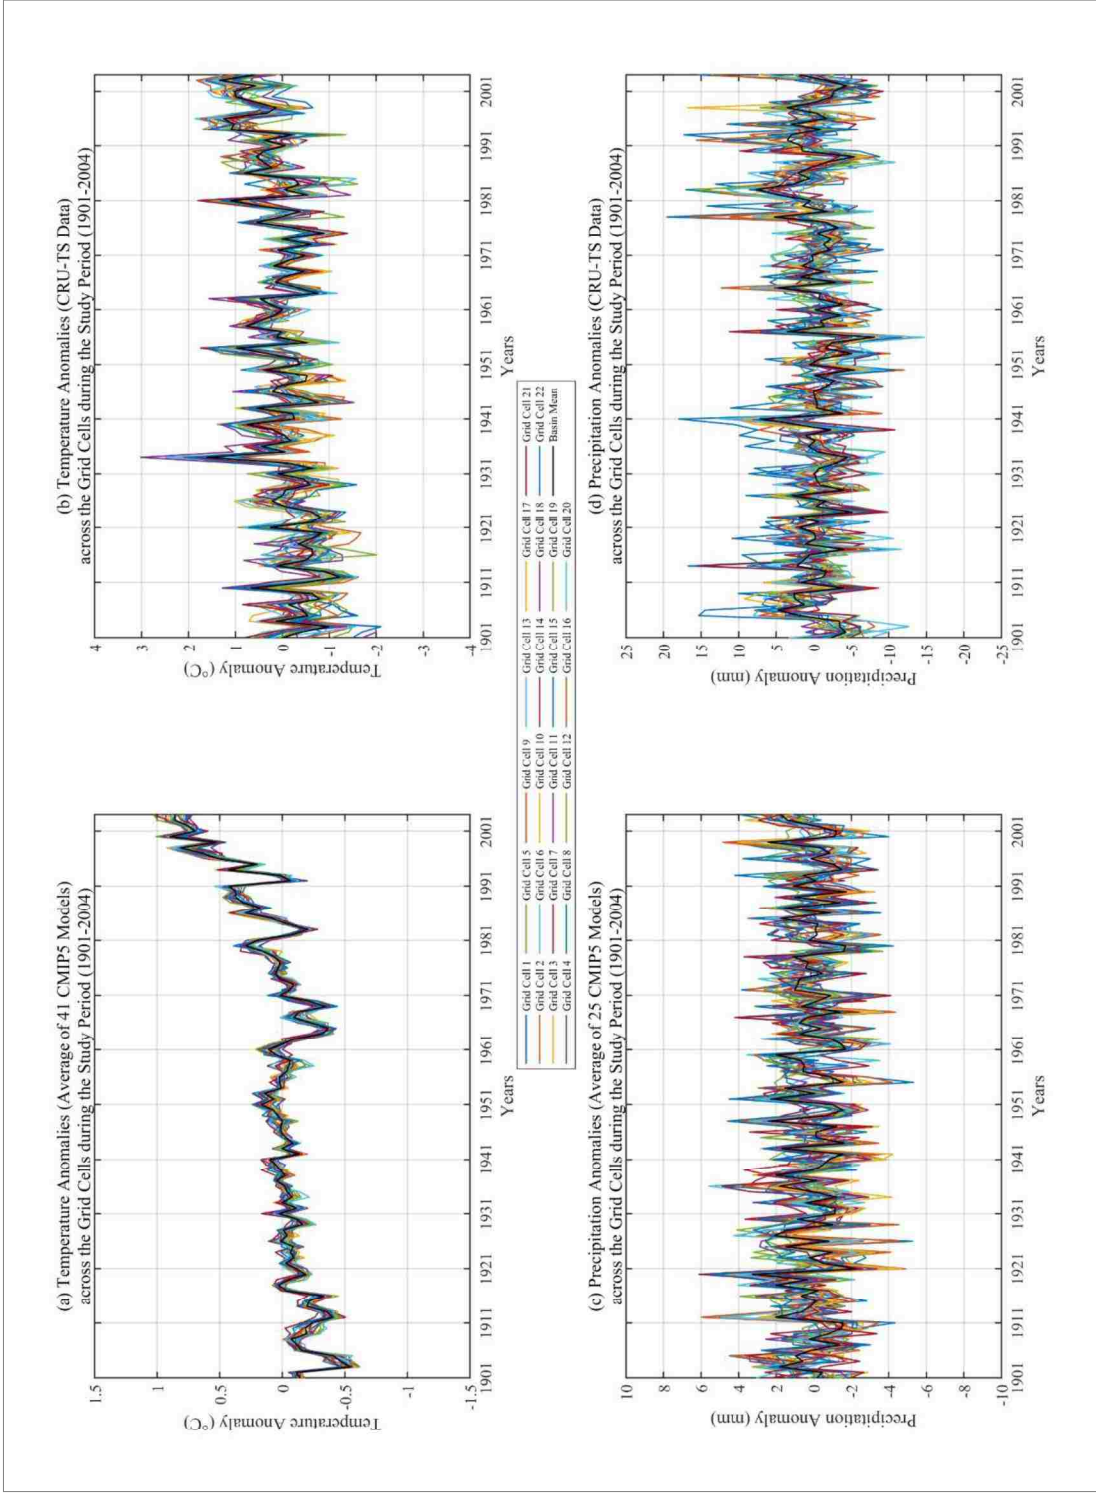 (a) Temperature Anomalies (Average of 41 CMIP5 Models)
across the Grid Cells during the Study Period (1901-2004)
Temperature Anomaly (°C)
1.5
1
0.5
0
-0.5
-1
-1.5
1901 1911 1921 1931 1941 1951 1961 1971 1981 1991 2001
Years
(b) Temperature Anomalies (CRU-TS Data)
across the Grid Cells during the Study Period (1901-2004)
Temperature Anomaly (°C)
4
3
2
1
0
-1
-2
-3
-4
1901 1911 1921 1931 1941 1951 1961 1971 1981 1991 2001
Years
Grid Cell 1 Grid Cell 5 Grid Cell 9 Grid Cell 13 Grid Cell 17 Grid Cell 21
Grid Cell 2 Grid Cell 6 Grid Cell 10 Grid Cell 14 Grid Cell 18 Grid Cell 22
Grid Cell 3 Grid Cell 7 Grid Cell 11 Grid Cell 15 Grid Cell 19 Basin Mean
Grid Cell 4 Grid Cell 8 Grid Cell 12 Grid Cell 16 Grid Cell 20
(c) Precipitation Anomalies (Average of 25 CMIP5 Models)
across the Grid Cells during the Study Period (1901-2004)
Precipitation Anomaly (mm)
10
8
6
4
2
0
-2
-4
-6
-8
-10
1901 1911 1921 1931 1941 1951 1961 1971 1981 1991 2001
Years
(d) Precipitation Anomalies (CRU-TS Data)
across the Grid Cells during the Study Period (1901-2004)
Precipitation Anomaly (mm)
25
20
15
10
5
0
-5
-10
-15
-20
-25
1901 1911 1921 1931 1941 1951 1961 1971 1981 1991 2001
Years